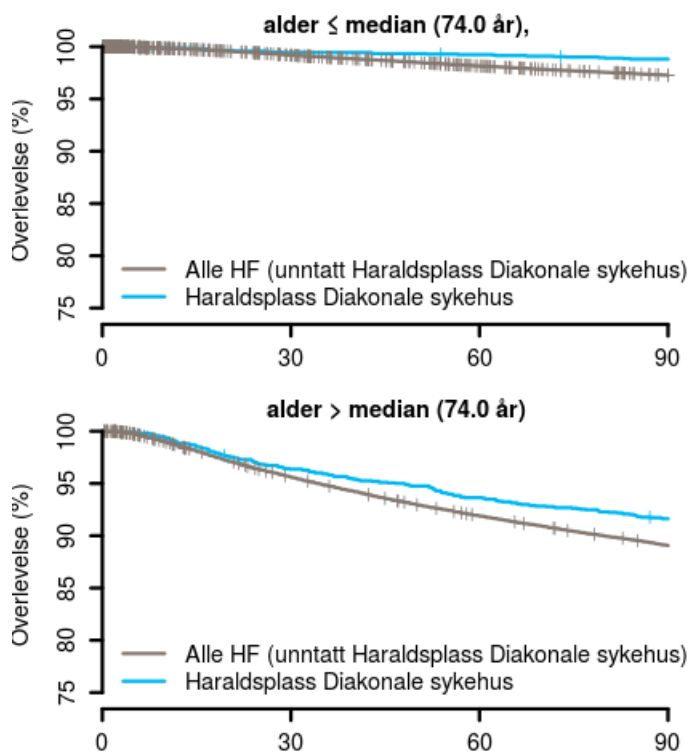 alder ≤ median (74.0 år),
Overlevelse (%)
100
95
90
85
80
75
Alle HF (unntatt Haraldsplass Diakonale sykehus)
Haraldsplass Diakonale sykehus
0 30 60 90
alder > median (74.0 år)
Overlevelse (%)
100
95
90
85
80
75
Alle HF (unntatt Haraldsplass Diakonale sykehus)
Haraldsplass Diakonale sykehus
0 30 60 90